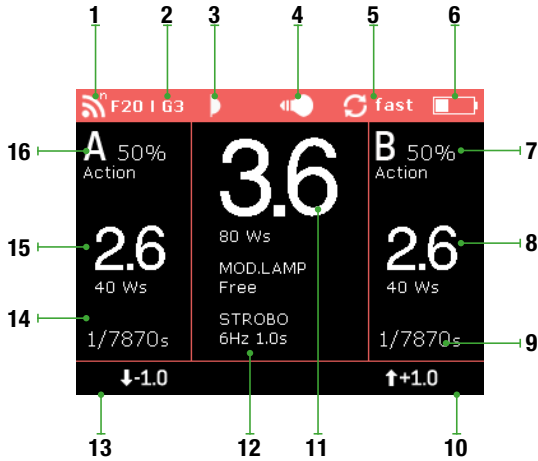 1 2 3 4 5 6
n F20 I G3 fast
16 A 50% 3.6 B 50% 7
Action Action
15 2.6 80 Ws 2.6 8
40 Ws MOD.LAMP 40 Ws
Free
14 STROBO
1/7870s 6Hz 1.0s 1/7870s 9
-1.0 +1.0
13 12 11 10